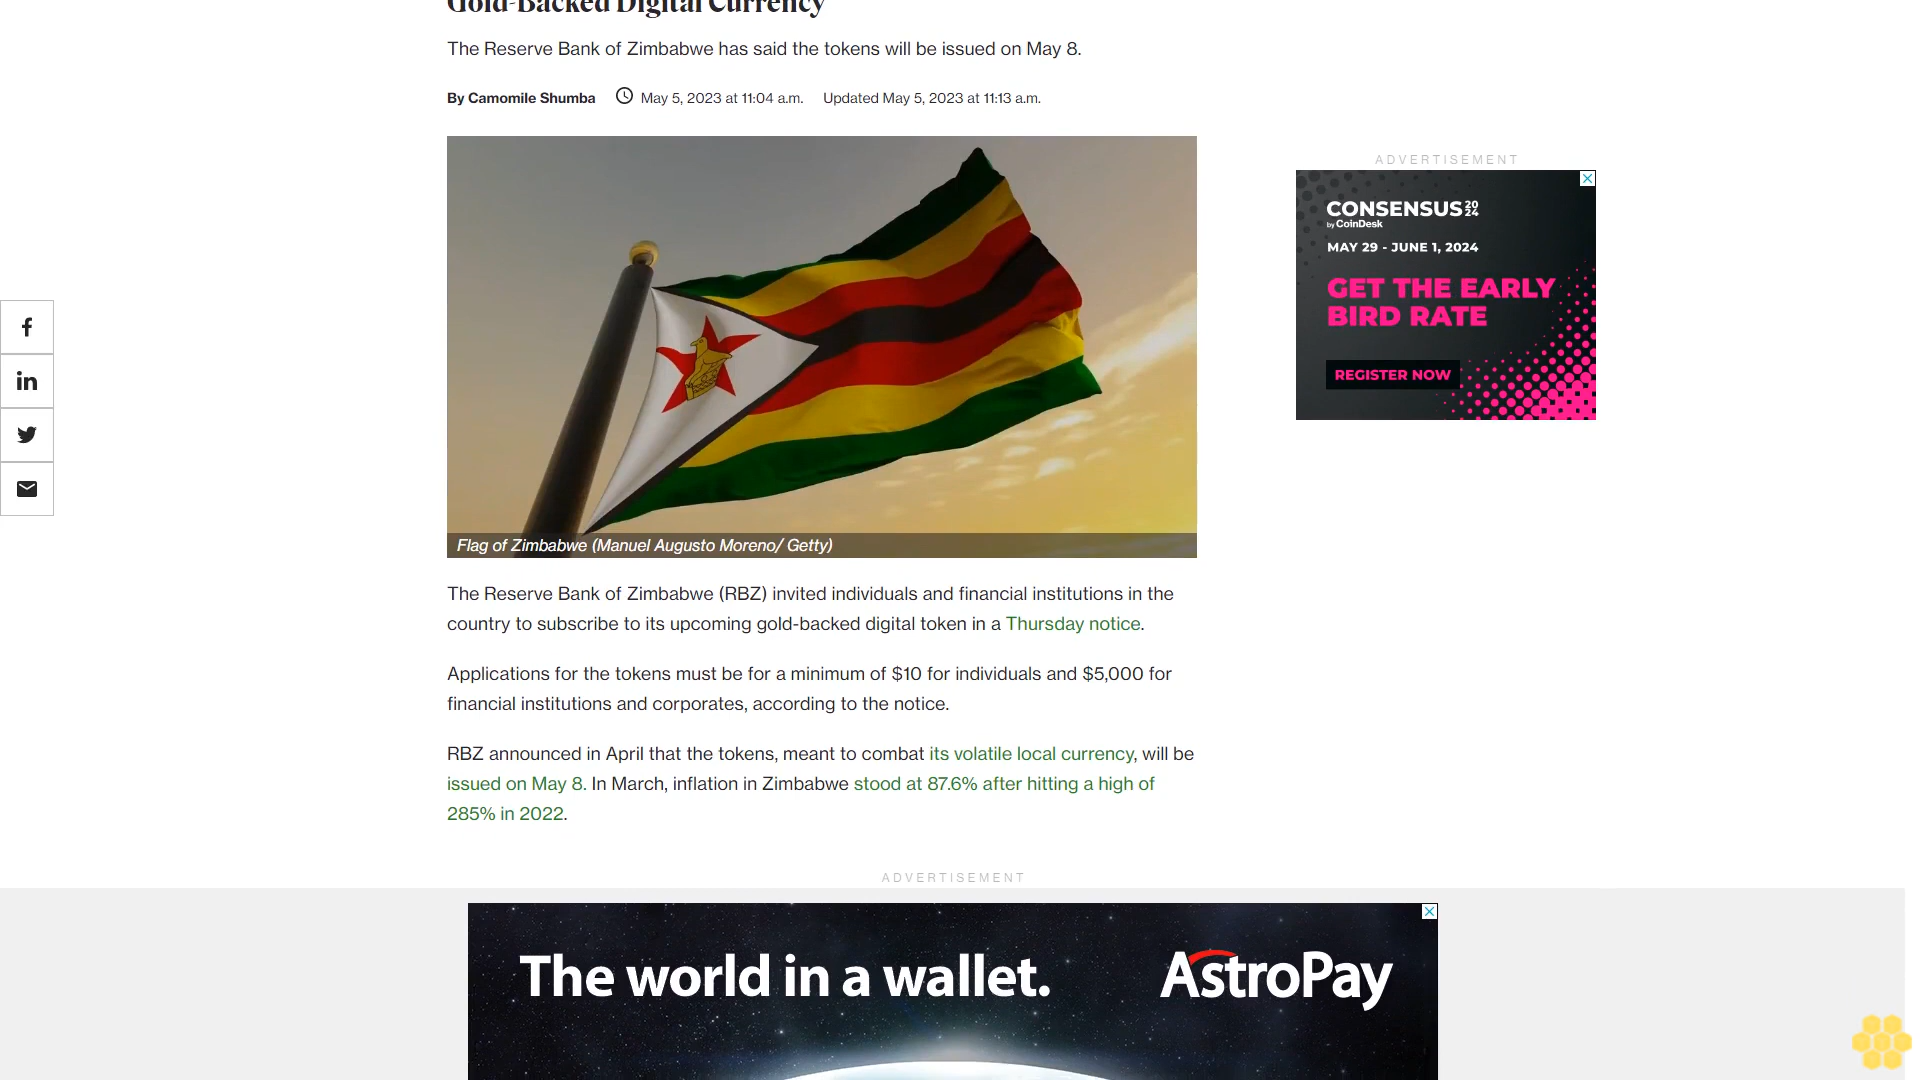 Gold-Backed Digital Currency
The Reserve Bank of Zimbabwe has said the tokens will be issued on May 8.
By Camomile Shumba May 5, 2023 at 11:04 a.m. Updated May 5, 2023 at 11:13 a.m.
Flag of Zimbabwe (Manuel Augusto Moreno/ Getty)
The Reserve Bank of Zimbabwe (RBZ) invited individuals and financial institutions in the
country to subscribe to its upcoming gold-backed digital token in a Thursday notice.
Applications for the tokens must be for a minimum of $10 for individuals and $5,000 for
financial institutions and corporates, according to the notice.
RBZ announced in April that the tokens, meant to combat its volatile local currency, will be
issued on May 8. In March, inflation in Zimbabwe stood at 87.6% after hitting a high of
285% in 2022.
ADVERTISEMENT
CONSENSUS 2024
by CoinDesk
MAY 29 - JUNE 1, 2024
GET THE EARLY
BIRD RATE
REGISTER NOW
ADVERTISEMENT
The world in a wallet. AstroPay